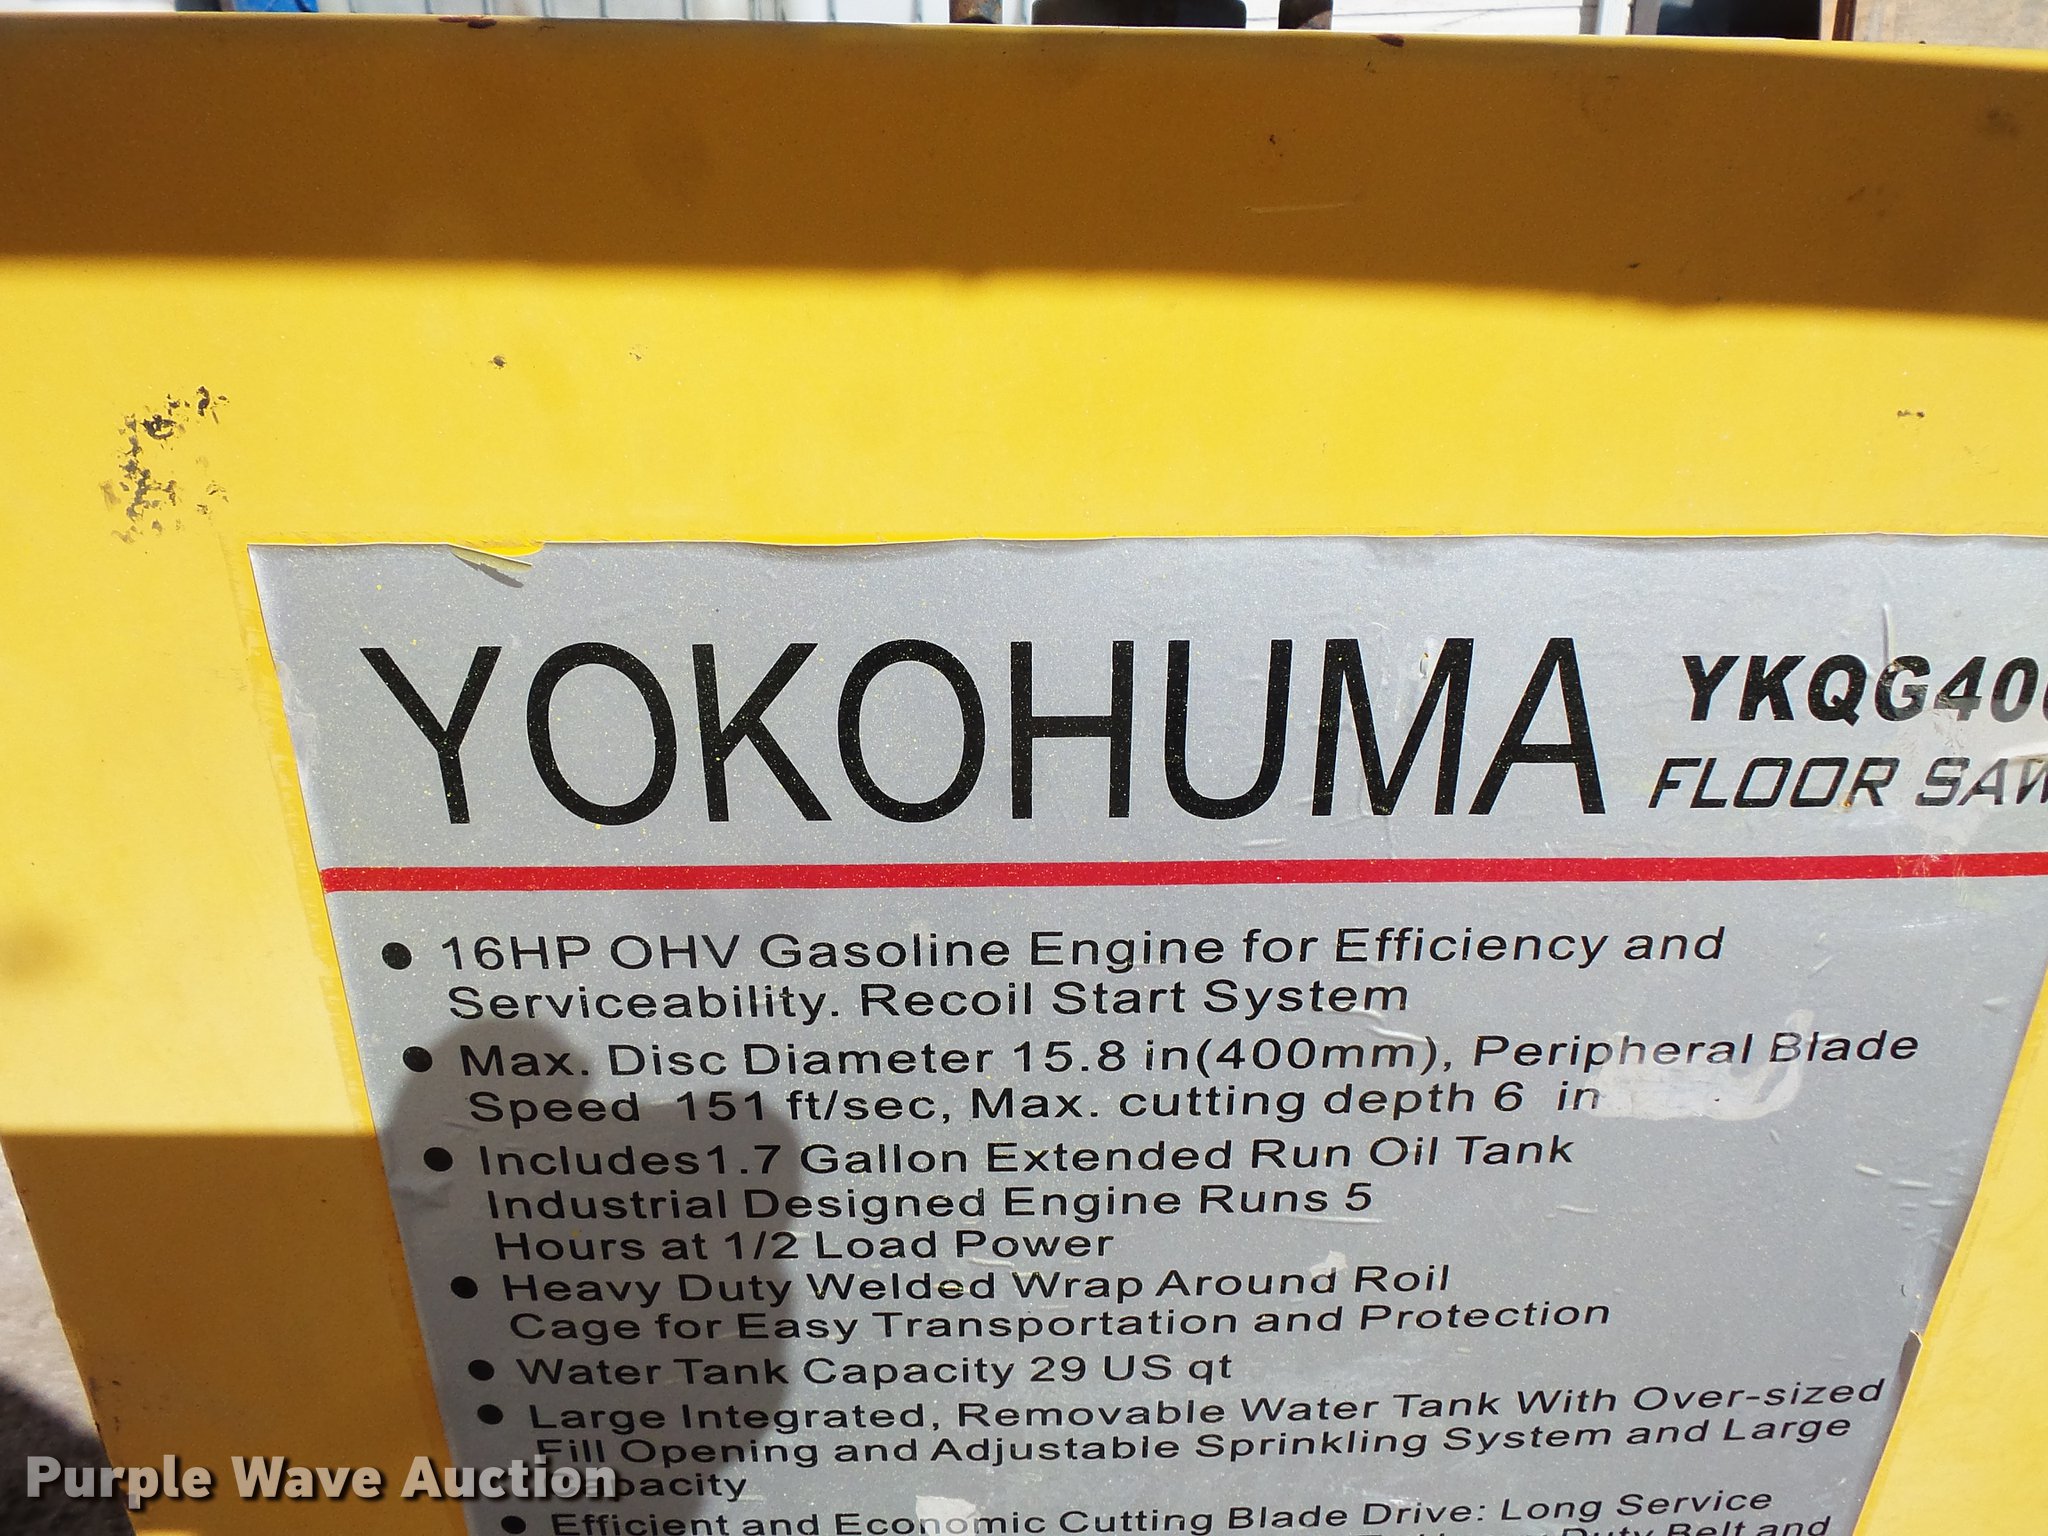 YOKOHUMA YKQG400
FLOOR SAW
● 16HP OHV Gasoline Engine for Efficiency and
Serviceability. Recoil Start System
● Max. Disc Diameter 15.8 in(400mm), Peripheral Blade
Speed 151 ft/sec, Max. cutting depth 6 in
● Includes1.7 Gallon Extended Run Oil Tank
Industrial Designed Engine Runs 5
Hours at 1/2 Load Power
● Heavy Duty Welded Wrap Around Roil
Cage for Easy Transportation and Protection
● Water Tank Capacity 29 US qt
● Large Integrated, Removable Water Tank With Over-sized
Fill Opening and Adjustable Sprinkling System and Large
Capacity
● Efficient and Economic Cutting Blade Drive: Long Service
Duty Belt and
Purple Wave Auction